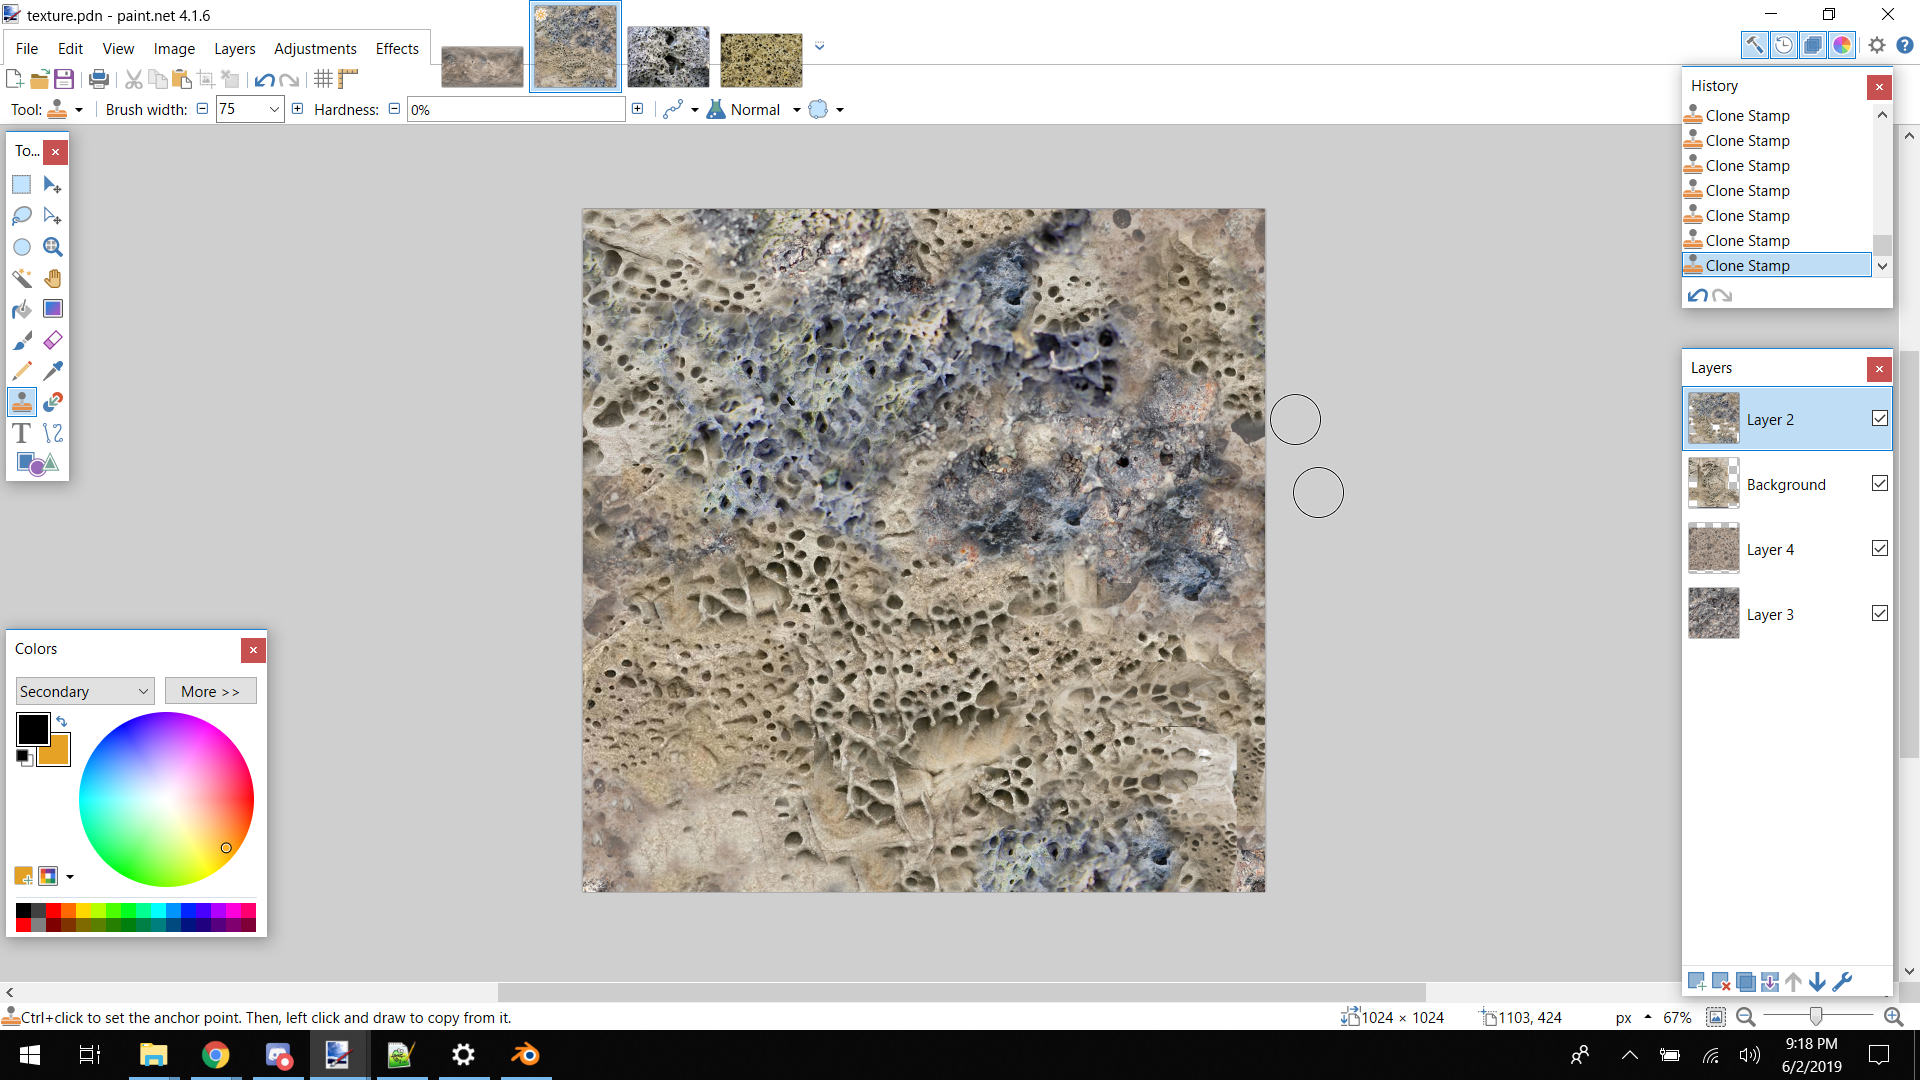 texture.pdn - paint.net 4.1.6
File Edit View Image Layers Adjustments Effects
Tool: Brush width: 75 Hardness: 0% Normal
To...
History
Clone Stamp
Clone Stamp
Clone Stamp
Clone Stamp
Clone Stamp
Clone Stamp
Clone Stamp
Layers
Layer 2
Background
Layer 4
Layer 3
Colors
Secondary More >>
Ctrl+click to set the anchor point. Then, left click and draw to copy from it.
1024 × 1024
1103, 424
px
67%
9:18 PM
6/2/2019